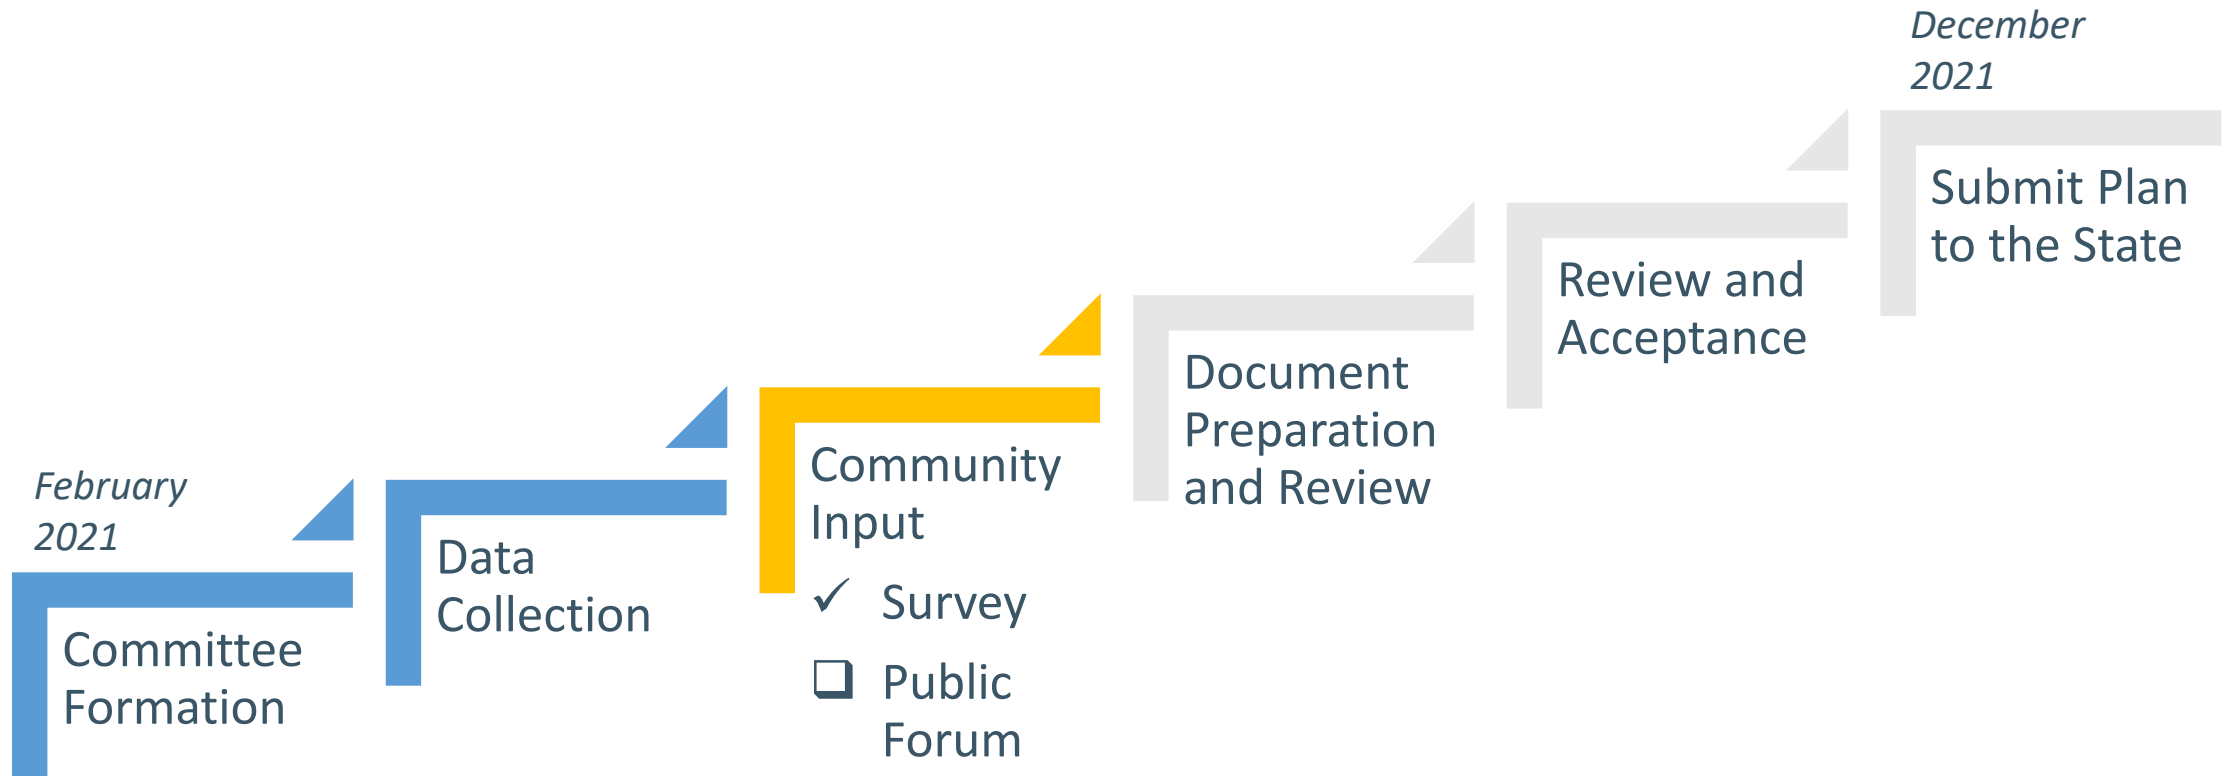 February
2021
Committee
Formation
Data
Collection
Community
Input
✓ Survey
❑ Public
Forum
Document
Preparation
and Review
Review and
Acceptance
December
2021
Submit Plan
to the State